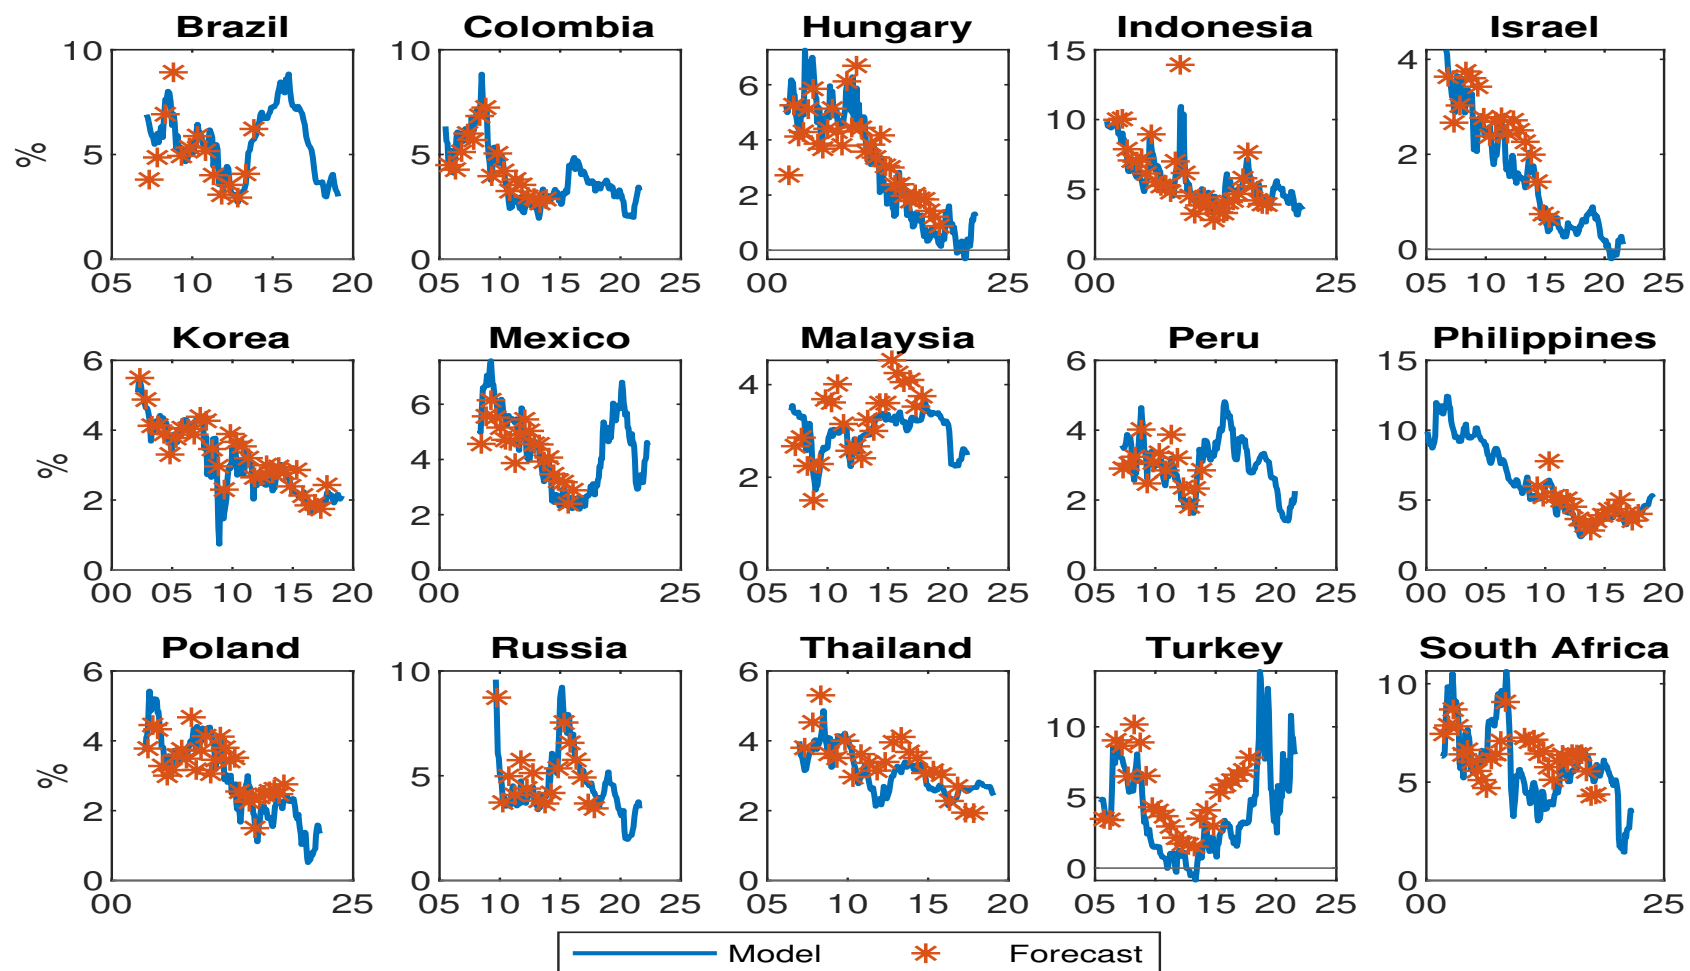 Brazil Colombia Hungary Indonesia Israel
% 10 5 0 10 5 0 6 4 2 0 15 10 5 0 4 2 0
05 10 15 20 05 10 15 20 25 00 25 00 25 05 10 15 20 25
Korea Mexico Malaysia Peru Philippines
% 6 4 2 0 6 4 2 0 4 2 0 6 4 2 0 15 10 5 0
00 05 10 15 20 00 25 05 10 15 20 25 05 10 15 20 25 00 05 10 15 20
Poland Russia Thailand Turkey South Africa
% 6 4 2 0 10 5 0 6 4 2 0 10 5 0 10 5 0
00 25 05 10 15 20 25 05 10 15 20 05 10 15 20 25 00 25
Model Forecast